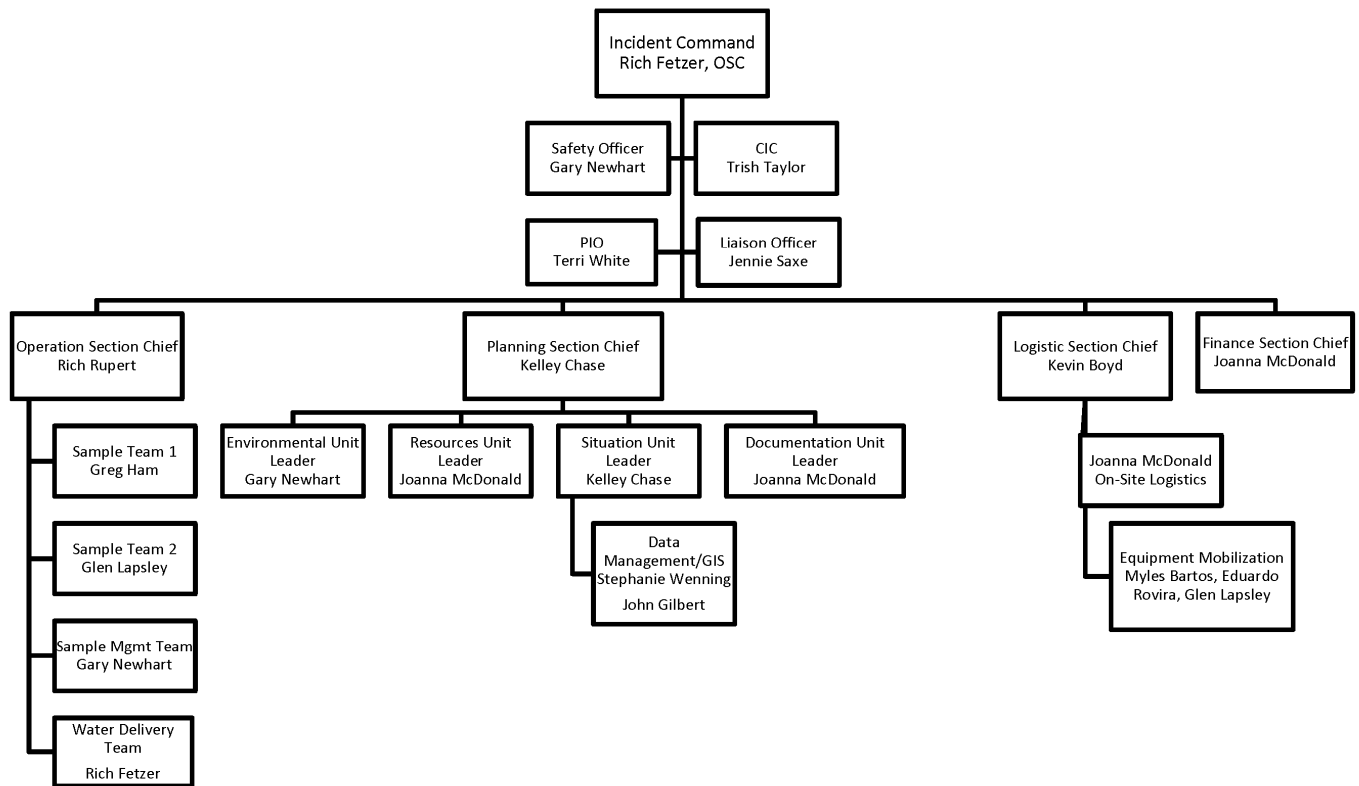 Incident Command
Rich Fetzer, OSC
Safety Officer
Gary Newhart
CIC
Trish Taylor
PIO
Terri White
Liaison Officer
Jennie Saxe
Operation Section Chief
Rich Rupert
Planning Section Chief
Kelley Chase
Logistic Section Chief
Kevin Boyd
Finance Section Chief
Joanna McDonald
Sample Team 1
Greg Ham
Sample Team 2
Glen Lapsley
Sample Mgmt Team
Gary Newhart
Water Delivery
Team
Rich Fetzer
Environmental Unit
Leader
Gary Newhart
Resources Unit
Leader
Joanna McDonald
Situation Unit
Leader
Kelley Chase
Documentation Unit
Leader
Joanna McDonald
Data
Management/GIS
Stephanie Wenning
John Gilbert
Joanna McDonald
On-Site Logistics
Equipment Mobilization
Myles Bartos, Eduardo
Rovira, Glen Lapsley